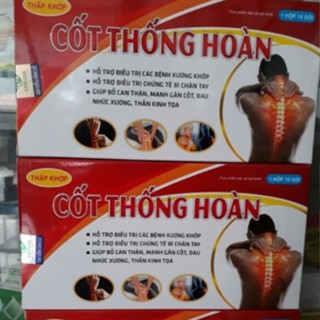 THẤP KHỚP
1 HỘP 10 GÓI
CỐT THỐNG HOÀN
• HỖ TRỢ ĐIỀU TRỊ CÁC BỆNH XƯƠNG KHỚP
• HỖ TRỢ ĐIỀU TRỊ CHỨNG TÊ BÌ CHÂN TAY
• GIÚP BỔ CAN THẬN, MẠNH GÂN CỐT, ĐAU
NHỨC XƯƠNG, THẦN KINH TỌA
THẤP KHỚP
1 HỘP 10 GÓI
CỐT THỐNG HOÀN
• HỖ TRỢ ĐIỀU TRỊ CÁC BỆNH XƯƠNG KHỚP
• HỖ TRỢ ĐIỀU TRỊ CHỨNG TÊ BÌ CHÂN TAY
• GIÚP BỔ CAN THẬN, MẠNH GÂN CỐT, ĐAU
NHỨC XƯƠNG, THẦN KINH TỌA